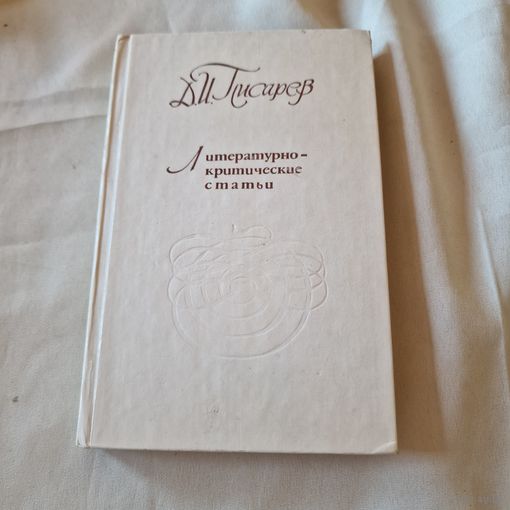 Д.И. Писарев
Литературно-
критические
статьи